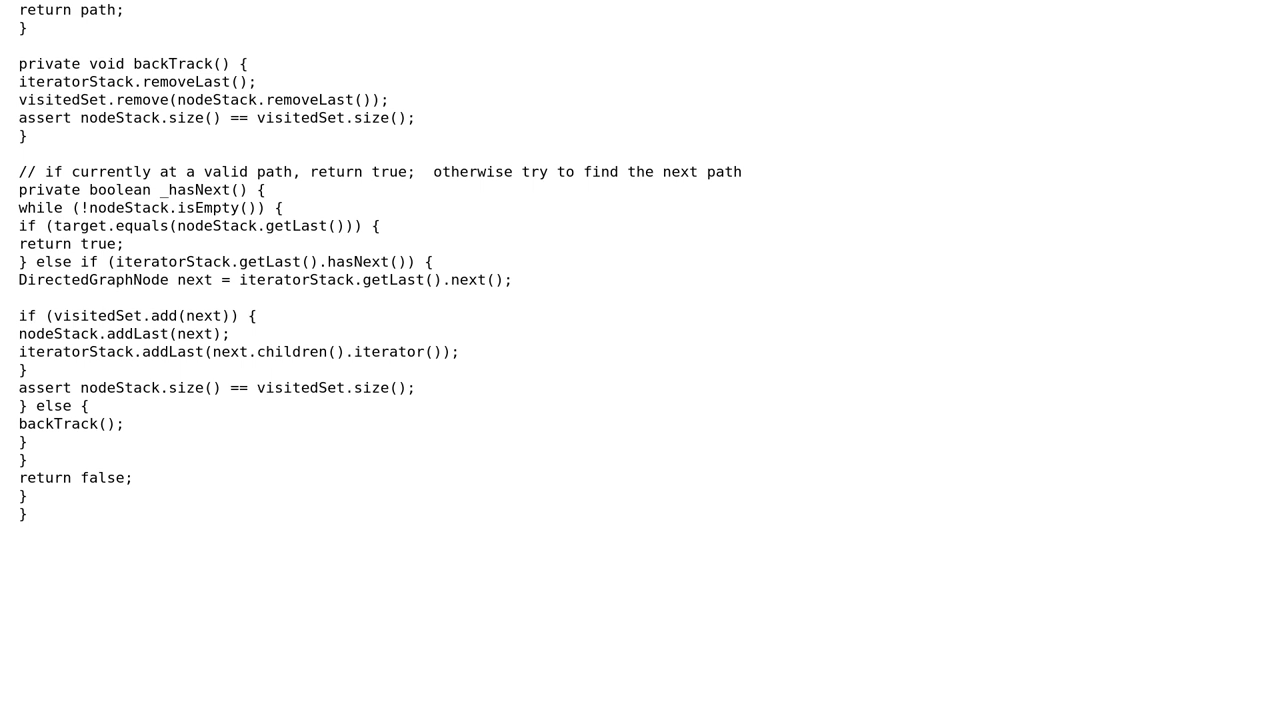 return path;
}

private void backTrack() {
iteratorStack.removeLast();
visitedSet.remove(nodeStack.removeLast());
assert nodeStack.size() == visitedSet.size();
}

// if currently at a valid path, return true;  otherwise try to find the next path
private boolean _hasNext() {
while (!nodeStack.isEmpty()) {
if (target.equals(nodeStack.getLast())) {
return true;
} else if (iteratorStack.getLast().hasNext()) {
DirectedGraphNode next = iteratorStack.getLast().next();

if (visitedSet.add(next)) {
nodeStack.addLast(next);
iteratorStack.addLast(next.children().iterator());
}
assert nodeStack.size() == visitedSet.size();
} else {
backTrack();
}
}
return false;
}
}